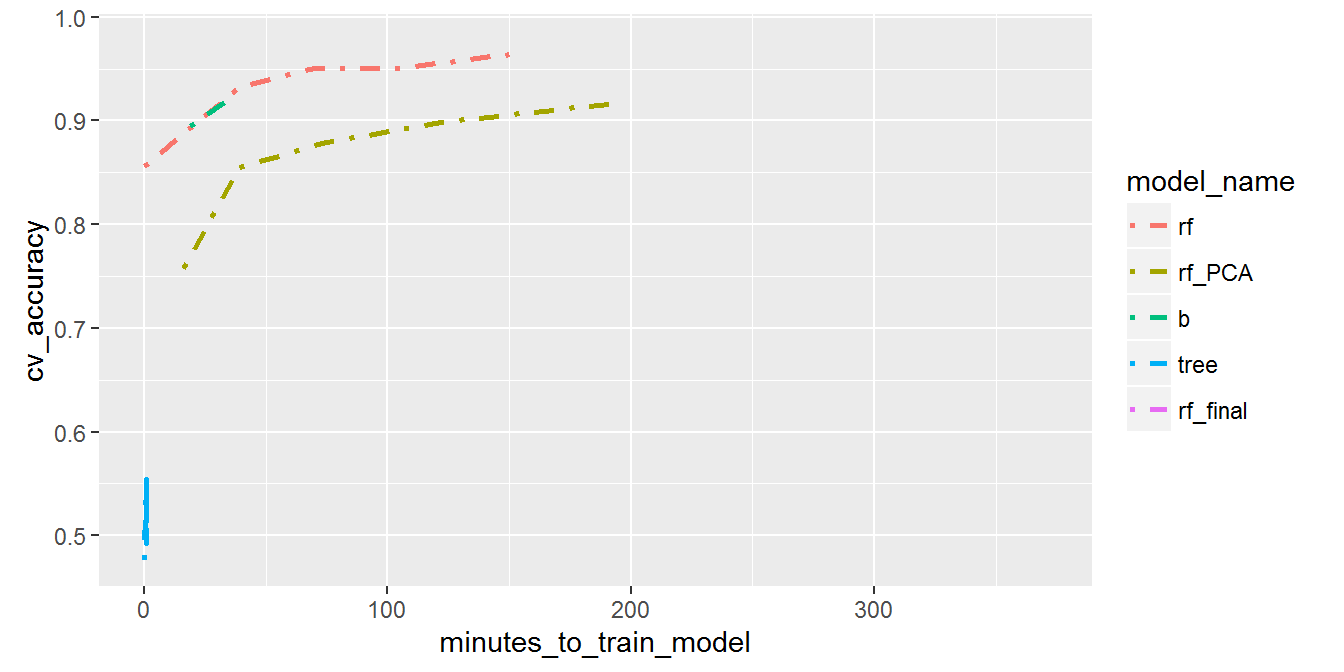 1.0
0.9
0.8
0.7
0.6
0.5
cv_accuracy
0 100 200 300
minutes_to_train_model
model_name
rf
rf_PCA
b
tree
rf_final